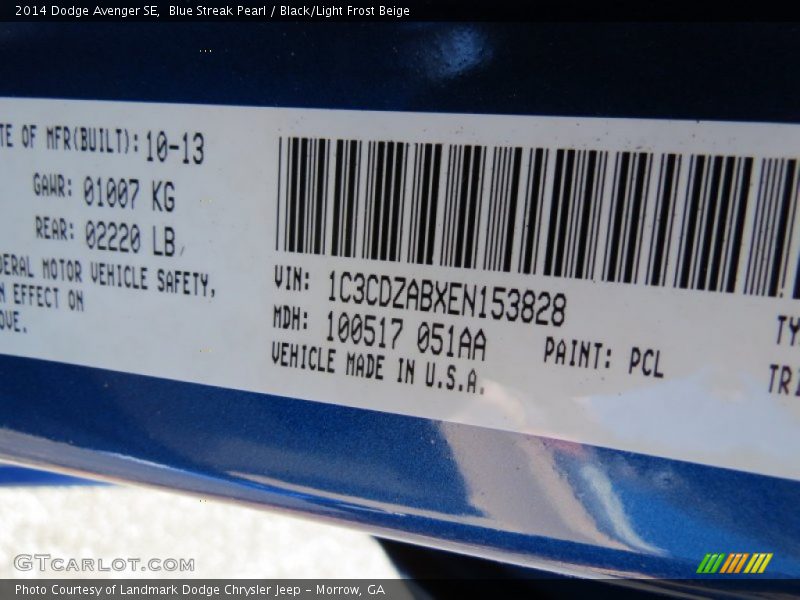 2014 Dodge Avenger SE, Blue Streak Pearl / Black/Light Frost Beige
TE OF MFR(BUILT): 10-13
GAWR: 01007 KG
REAR: 02220 LB
DERAL MOTOR VEHICLE SAFETY,
N EFFECT ON
OVE.
VIN: 1C3CDZABXEN153828
MDH: 100517 051AA
PAINT: PCL
VEHICLE MADE IN U.S.A.
TY
TRI
GTCARLOT.COM
Photo Courtesy of Landmark Dodge Chrysler Jeep – Morrow, GA